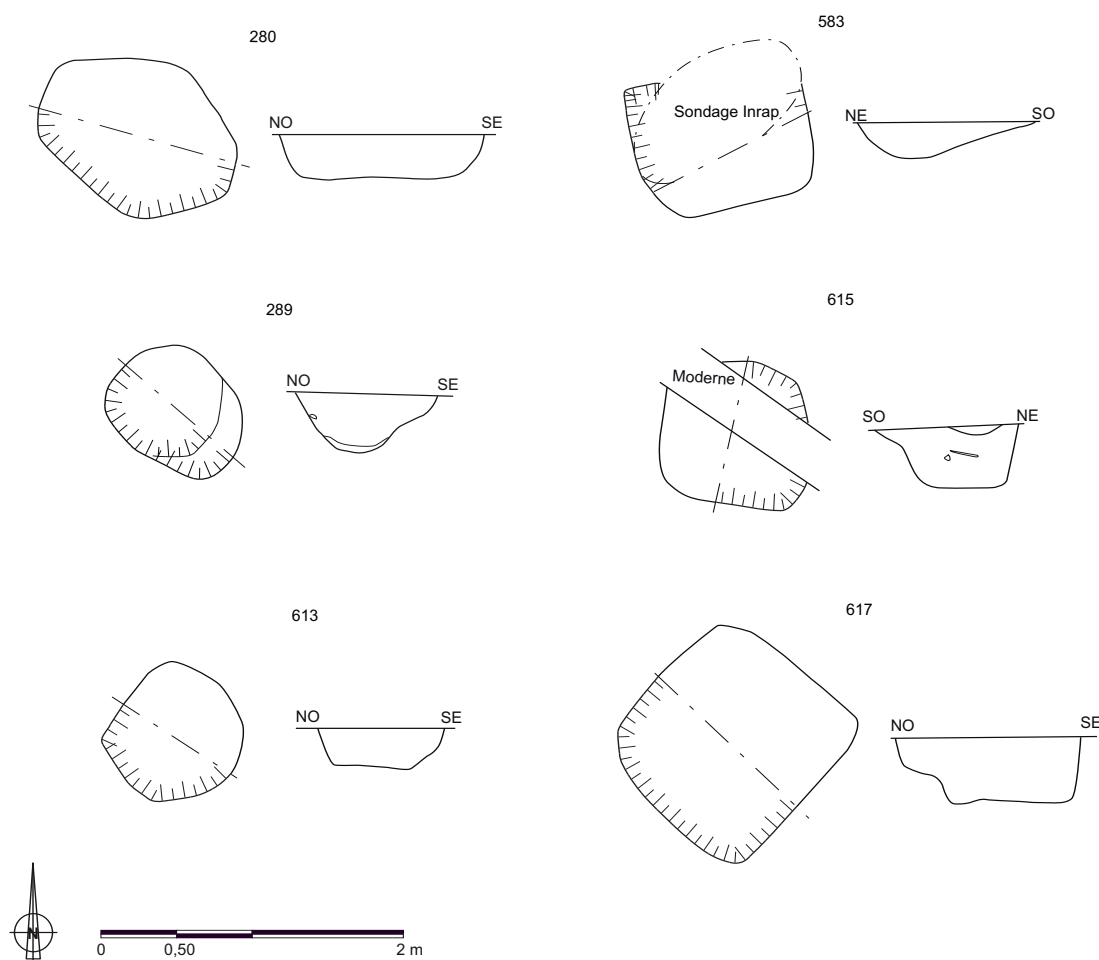 280
NO SE
583
Sondage Inrap
NE SO
289
NO SE
615
Moderne
SO NE
613
NO SE
617
NO SE
N
0 0,50 2 m